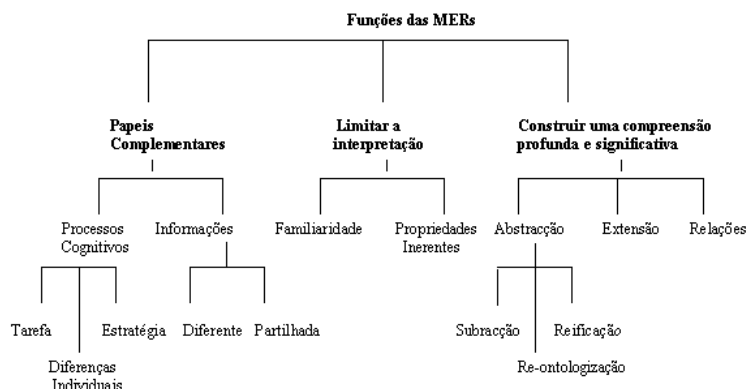 Funções das MERs
Papeis
Complementares
Limitar a
interpretação
Construir uma compreensão
profunda e significativa
Processos
Cognitivos
Informações
Familiaridade
Propriedades
Inerentes
Abstracção
Extensão
Relações
Tarefa
Estratégia
Diferente
Partilhada
Subracção
Reificação
Diferenças
Individuais
Re-ontologização